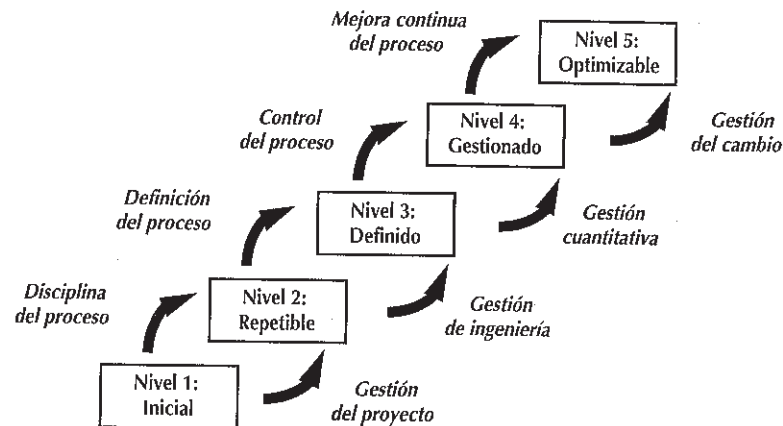 Mejora continua
del proceso
Nivel 5:
Optimizable
Control
del proceso
Nivel 4:
Gestionado
Gestión
del cambio
Definición
del proceso
Nivel 3:
Definido
Gestión
cuantitativa
Disciplina
del proceso
Nivel 2:
Repetible
Gestión
de ingeniería
Nivel 1:
Inicial
Gestión
del proyecto